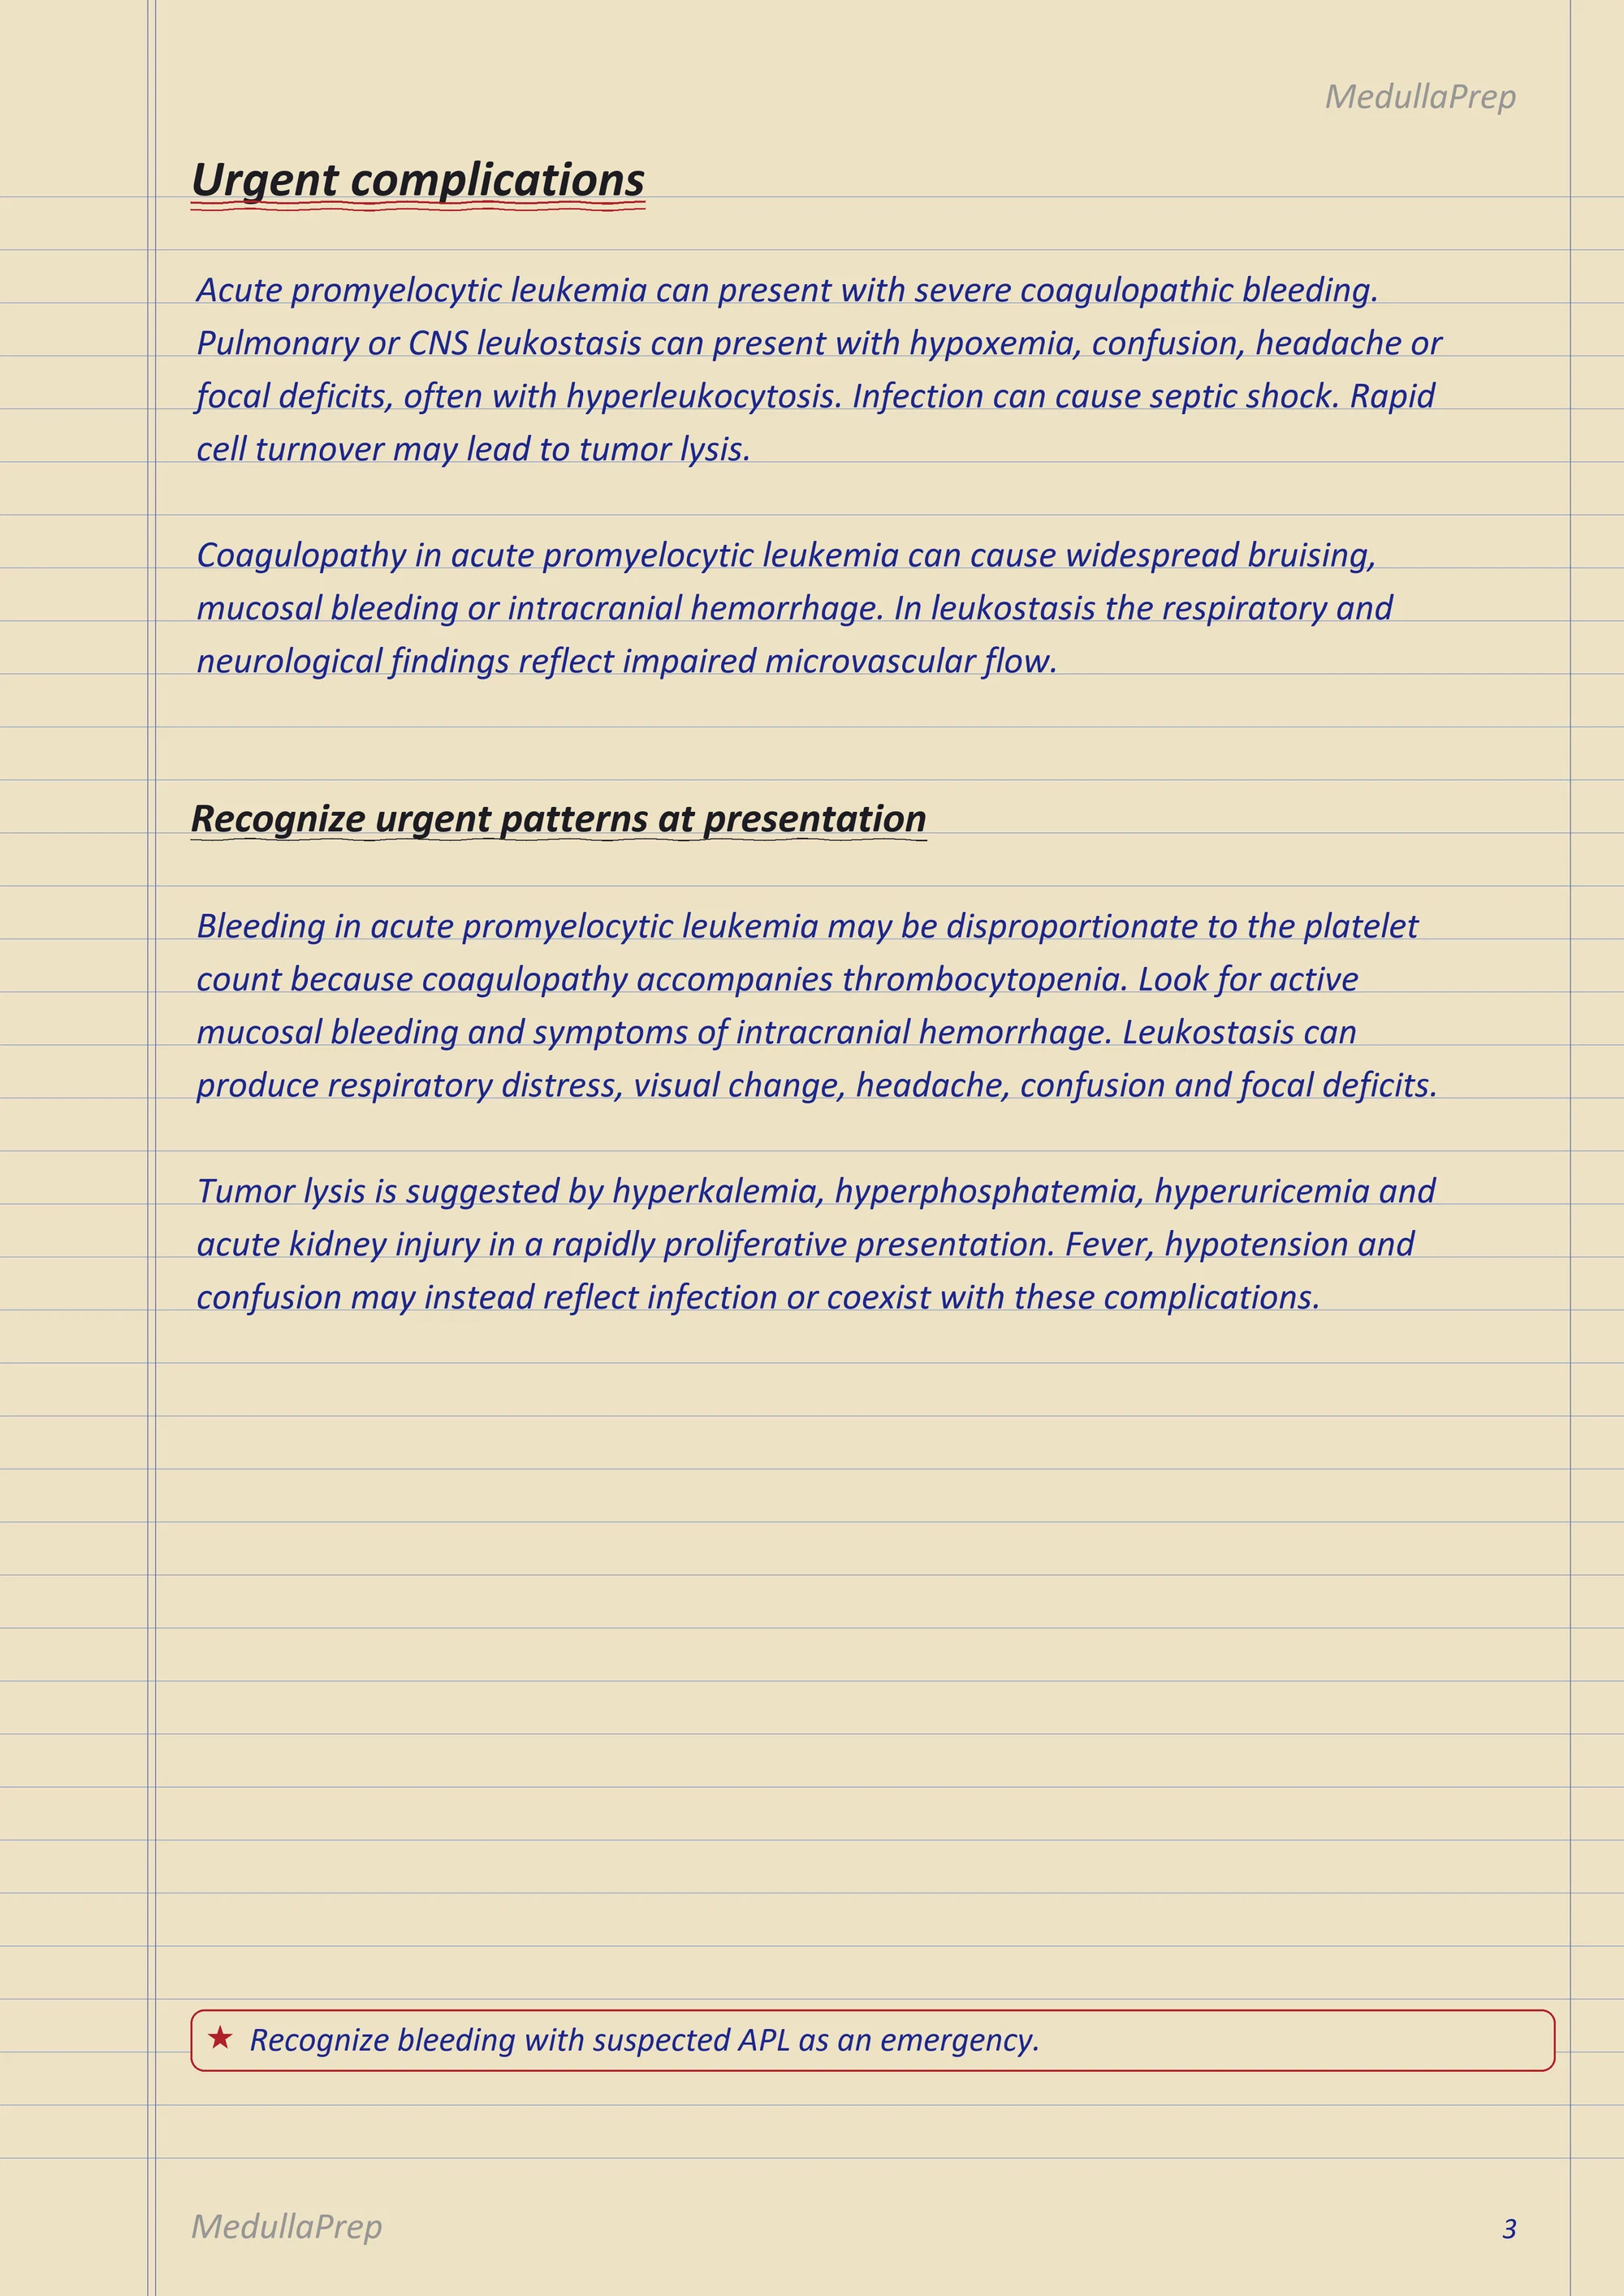 MedullaPrep
Urgent complications
Acute promyelocytic leukemia can present with severe coagulopathic bleeding.
Pulmonary or CNS leukostasis can present with hypoxemia, confusion, headache or
focal deficits, often with hyperleukocytosis. Infection can cause septic shock. Rapid
cell turnover may lead to tumor lysis.
Coagulopathy in acute promyelocytic leukemia can cause widespread bruising,
mucosal bleeding or intracranial hemorrhage. In leukostasis the respiratory and
neurological findings reflect impaired microvascular flow.
Recognize urgent patterns at presentation
Bleeding in acute promyelocytic leukemia may be disproportionate to the platelet
count because coagulopathy accompanies thrombocytopenia. Look for active
mucosal bleeding and symptoms of intracranial hemorrhage. Leukostasis can
produce respiratory distress, visual change, headache, confusion and focal deficits.
Tumor lysis is suggested by hyperkalemia, hyperphosphatemia, hyperuricemia and
acute kidney injury in a rapidly proliferative presentation. Fever, hypotension and
confusion may instead reflect infection or coexist with these complications.
★ Recognize bleeding with suspected APL as an emergency.
MedullaPrep
3